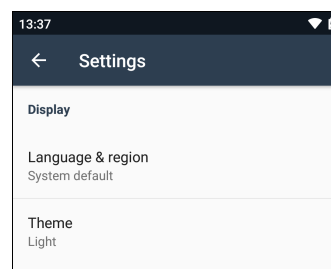 13:37
Settings
Display
Language & region
System default
Theme
Light